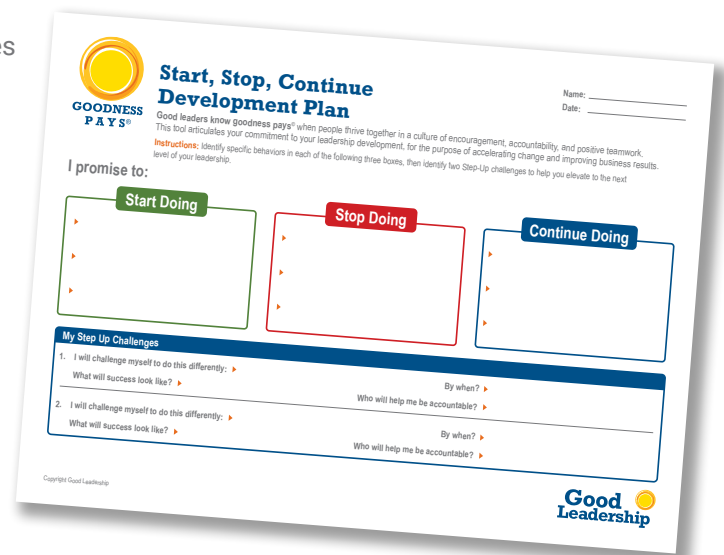 es
GOODNESS
PAYS®
Start, Stop, Continue
Development Plan
Name:
Date:
Good leaders know goodness pays® when people thrive together in a culture of encouragement, accountability, and positive teamwork.
This tool articulates your commitment to your leadership development, for the purpose of accelerating change and improving business results.
Instructions: Identify specific behaviors in each of the following three boxes, then identify two Step-Up challenges to help you elevate to the next
level of your leadership.
I promise to:
Start Doing
Stop Doing
Continue Doing
My Step Up Challenges
1. I will challenge myself to do this differently:
By when?
What will success look like?
Who will help me be accountable?
2. I will challenge myself to do this differently:
By when?
What will success look like?
Who will help me be accountable?
Copyright Good Leadership
Good
Leadership